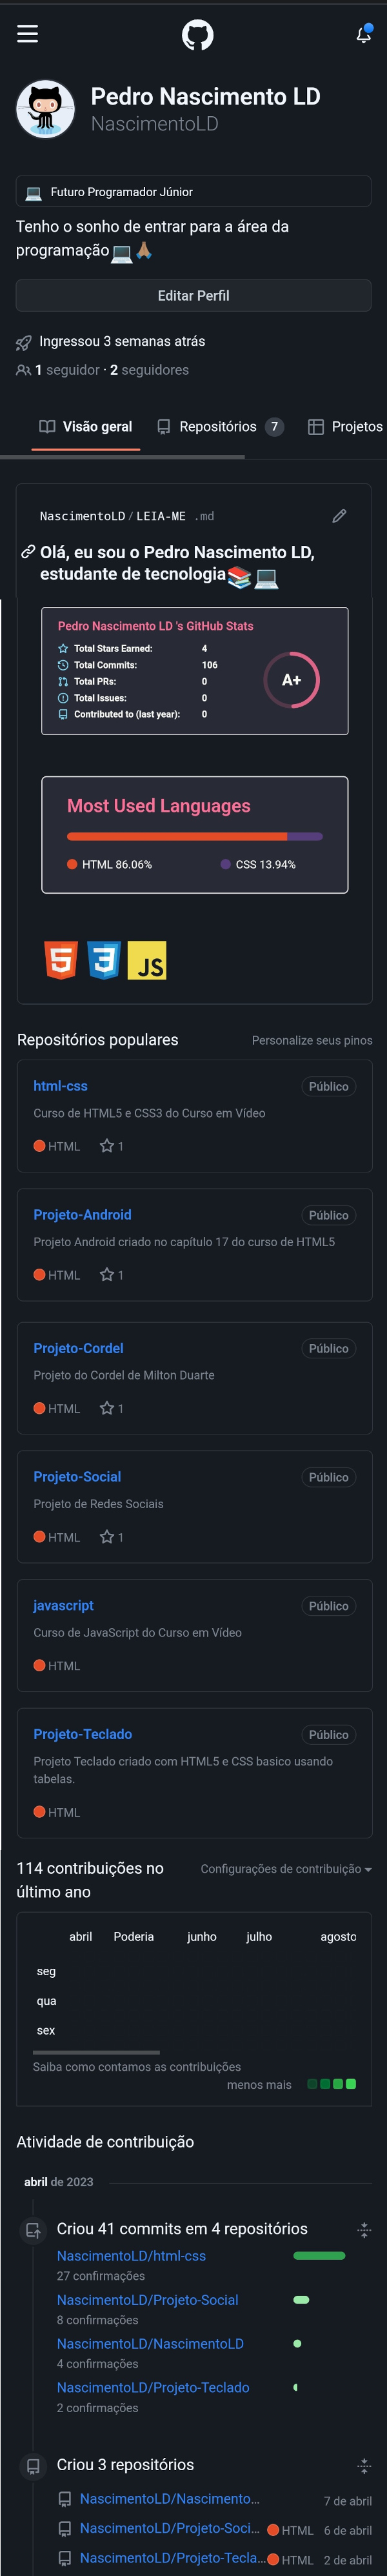 Pedro Nascimento LD
NascimentoLD
Futuro Programador Júnior
Tenho o sonho de entrar para a área da
programação
Editar Perfil
Ingressou 3 semanas atrás
1 seguidor · 2 seguidores
Visão geral Repositórios 7 Projetos
NascimentoLD / LEIA-ME .md
Olá, eu sou o Pedro Nascimento LD,
estudante de tecnologia
Pedro Nascimento LD 's GitHub Stats
Total Stars Earned: 4
Total Commits: 106
Total PRs: 0
Total Issues: 0
Contributed to (last year): 0
A+
Most Used Languages
HTML 86.06% CSS 13.94%
5 3 JS
Repositórios populares Personalize seus pinos
html-css Público
Curso de HTML5 e CSS3 do Curso em Vídeo
HTML 1
Projeto-Android Público
Projeto Android criado no capítulo 17 do curso de HTML5
HTML 1
Projeto-Cordel Público
Projeto do Cordel de Milton Duarte
HTML 1
Projeto-Social Público
Projeto de Redes Sociais
HTML 1
javascript Público
Curso de JavaScript do Curso em Vídeo
HTML
Projeto-Teclado Público
Projeto Teclado criado com HTML5 e CSS basico usando
tabelas.
HTML
114 contribuições no Configurações de contribuição
último ano
abril Poderia junho julho agosto
seg
qua
sex
Saiba como contamos as contribuições
menos mais
Atividade de contribuição
abril de 2023
Criou 41 commits em 4 repositórios
NascimentoLD/html-css
27 confirmações
NascimentoLD/Projeto-Social
8 confirmações
NascimentoLD/NascimentoLD
4 confirmações
NascimentoLD/Projeto-Teclado
2 confirmações
Criou 3 repositórios
NascimentoLD/Nascimento... 7 de abril
NascimentoLD/Projeto-Soci... HTML 6 de abril
NascimentoLD/Projeto-Tecla... HTML 2 de abril